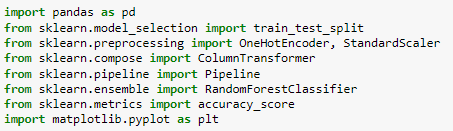 import pandas as pd
from sklearn.model_selection import train_test_split
from sklearn.preprocessing import OneHotEncoder, StandardScaler
from sklearn.compose import ColumnTransformer
from sklearn.pipeline import Pipeline
from sklearn.ensemble import RandomForestClassifier
from sklearn.metrics import accuracy_score
import matplotlib.pyplot as plt